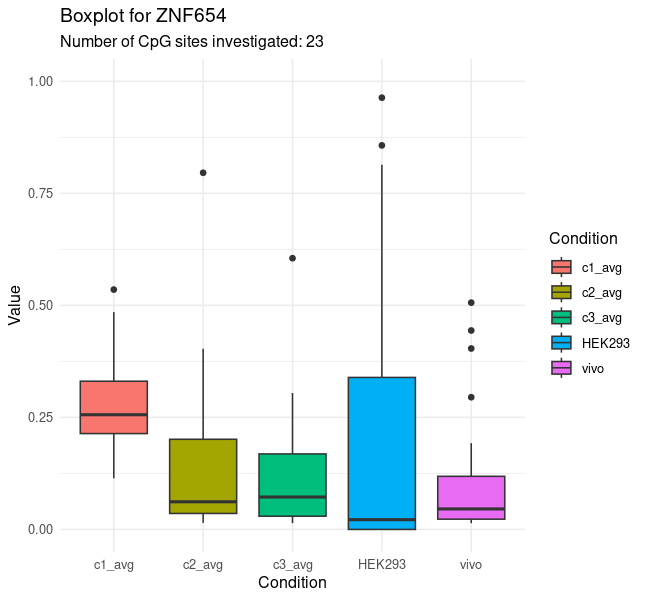 Boxplot for ZNF654
Number of CpG sites investigated: 23
1.00
0.75
0.50
0.25
0.00
Value
c1_avg
c2_avg
c3_avg
HEK293
vivo
Condition
Condition
c1_avg
c2_avg
c3_avg
HEK293
vivo